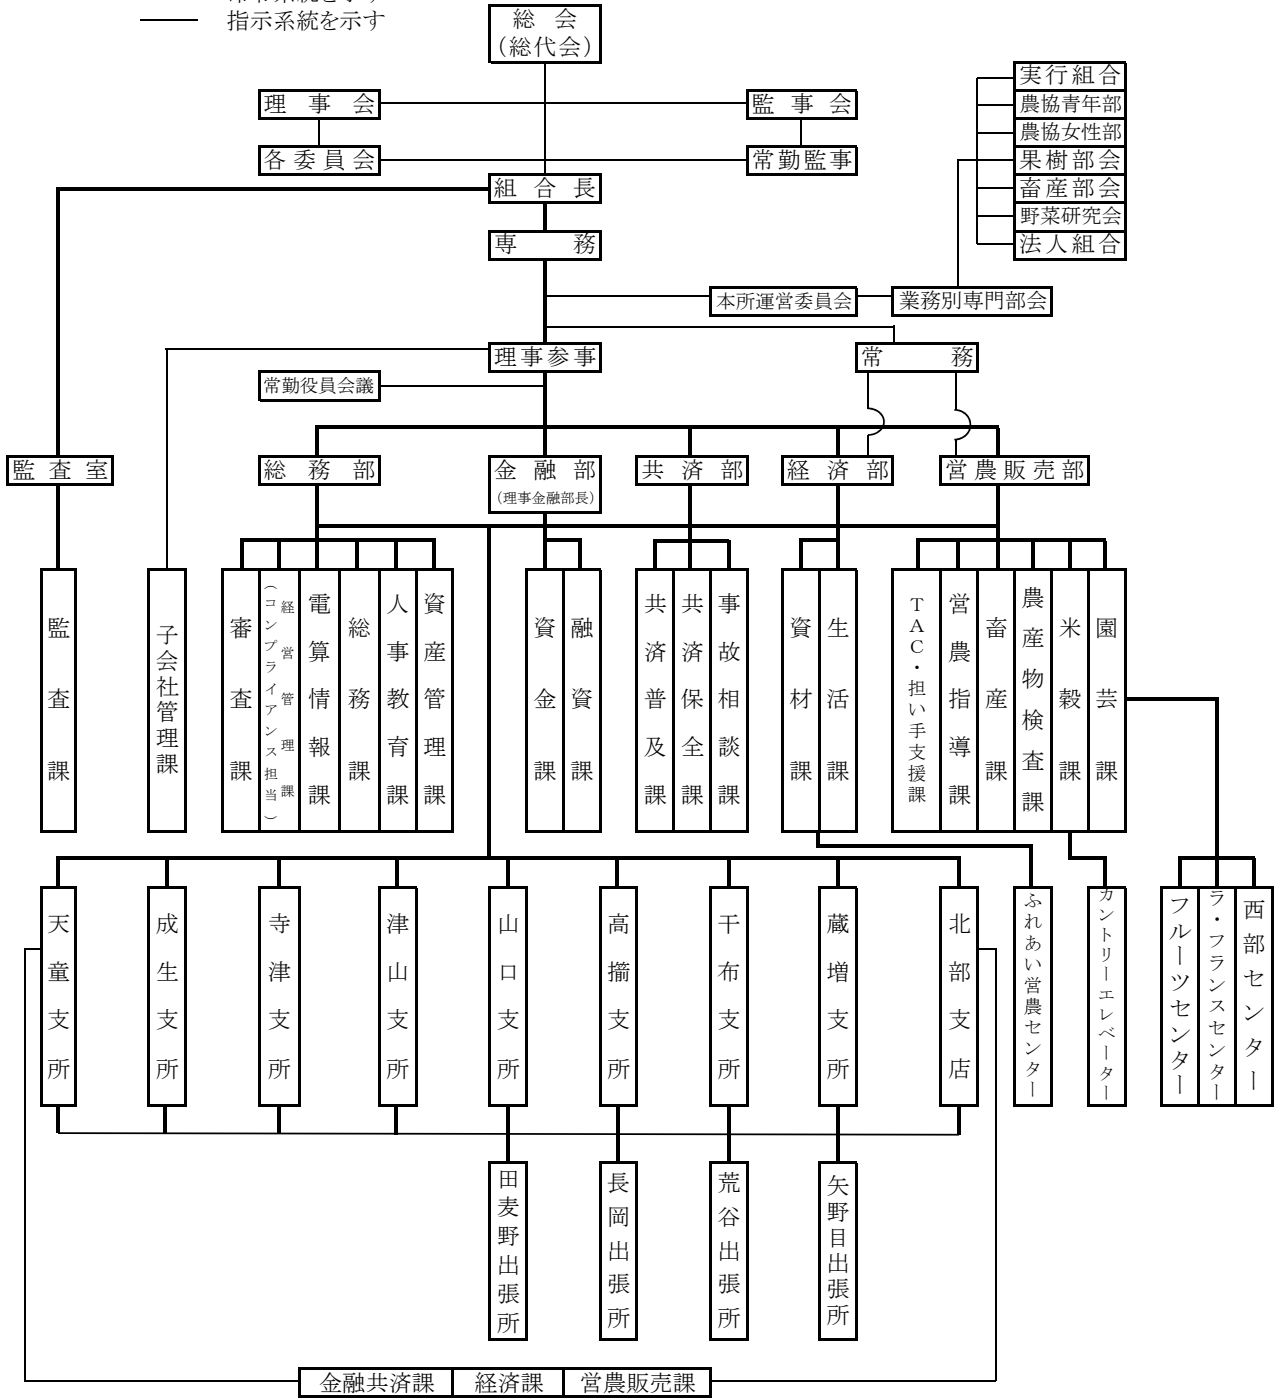 指示系統を示す
総会
（総代会）
理事会
監事会
各委員会
常勤監事
実行組合
農協青年部
農協女性部
果樹部会
畜産部会
野菜研究会
法人組合
組合長
専務
本所運営委員会
業務別専門部会
理事参事
常務
常勤役員会議
監査室
総務部
金融部
（理事金融部長）
共済部
経済部
営農販売部
監査課
子会社管理課
審査課
経営管理課
（コンプライアンス担当）
電算情報課
総務課
人事教育課
資産管理課
資金課
融資課
共済普及課
共済保全課
事故相談課
資材課
生活課
TAC・担い手支援課
営農指導課
畜産課
農産物検査課
米穀課
園芸課
天童支所
成生支所
寺津支所
津山支所
山口支所
高擶支所
干布支所
蔵増支所
北部支店
ふれあい営農センター
カントリーエレベーター
フルーツセンター
ラ・フランスセンター
西部センター
田麦野出張所
長岡出張所
荒谷出張所
矢野目出張所
金融共済課
経済課
営農販売課